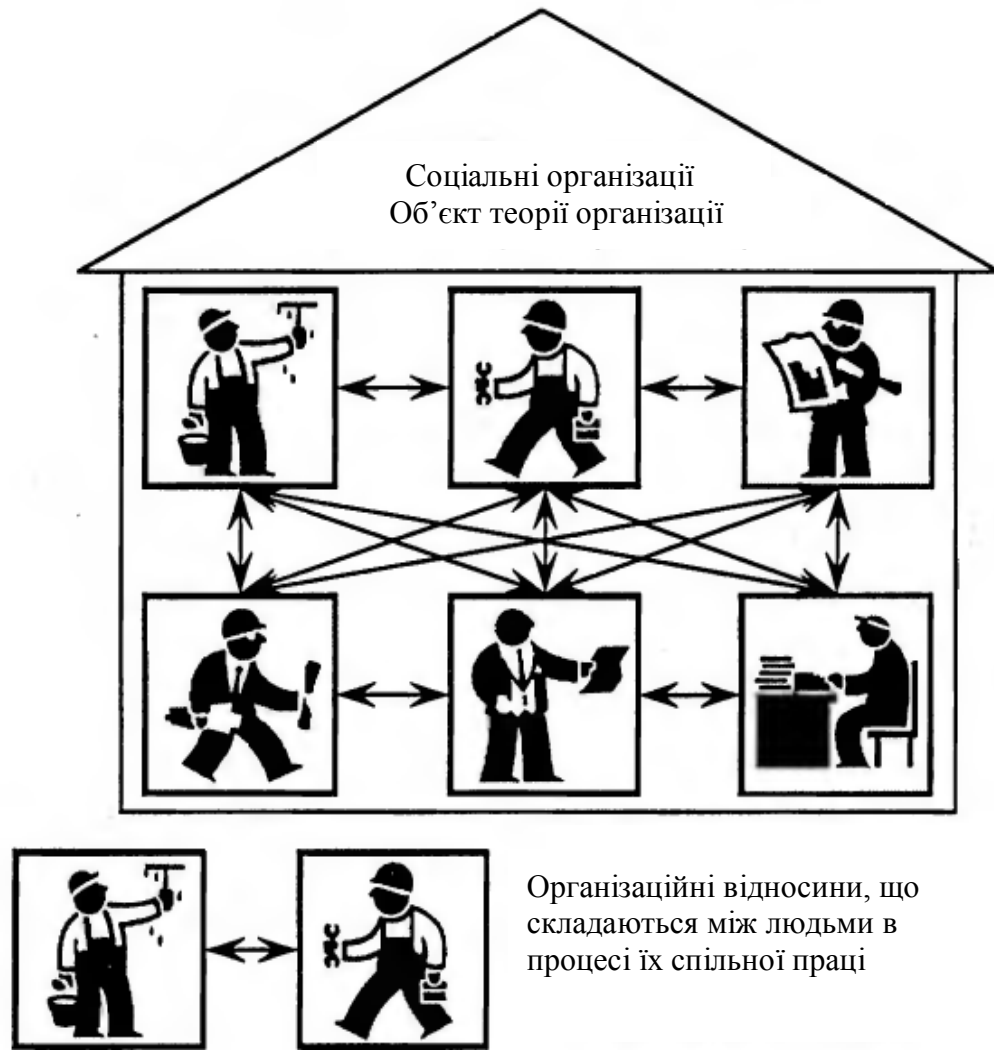 Соціальні організації
Об’єкт теорії організації
Організаційні відносини, що
складаються між людьми в
процесі їх спільної праці